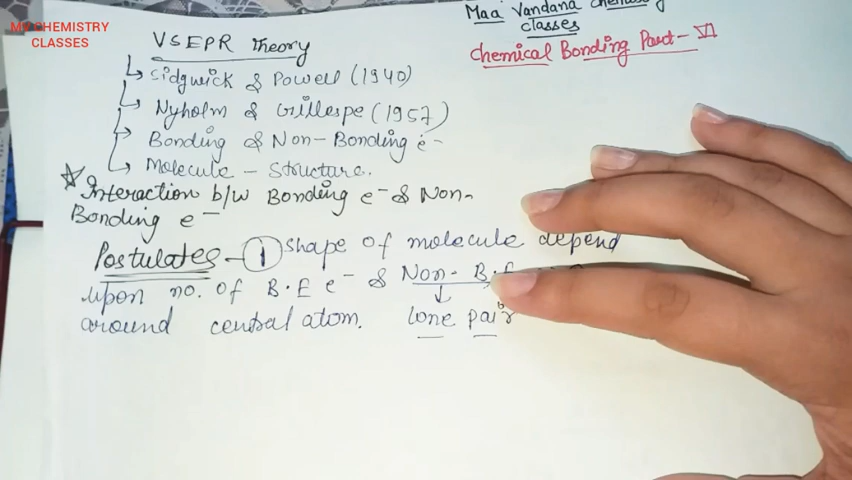 MV CHEMISTRY
CLASSES
Maa Vandana Chemistry
classes
Chemical Bonding Part-VI
VSEPR Theory
Sidgwick & Powell (1940)
Nyholm & Gillespe (1957)
Bonding & Non-Bonding e-
Molecule - Structure.
Interaction b/w Bonding e- & Non-
Bonding e-
Postulates - 1 shape of molecule depend
upon no. of B.E e- & Non- B.E
around central atom. lone pair